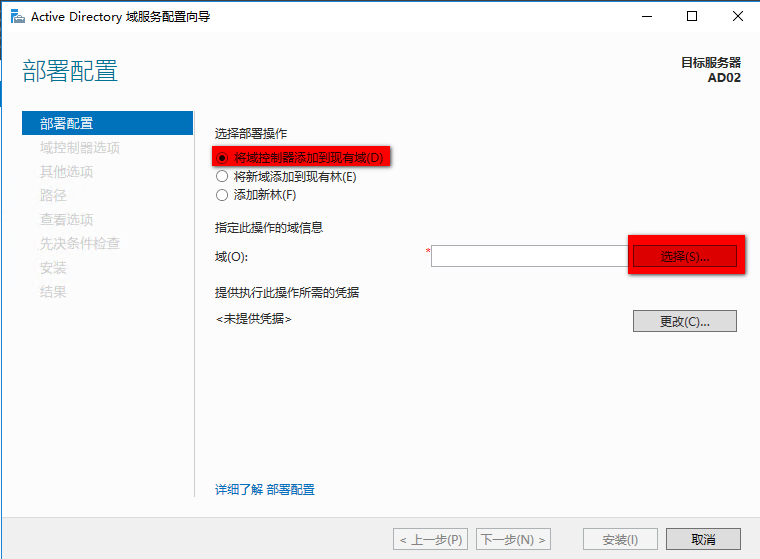 Active Directory 域服务配置向导
部署配置
目标服务器
AD02
部署配置
域控制器选项
其他选项
路径
查看选项
先决条件检查
安装
结果
选择部署操作
将域控制器添加到现有域(D)
将新域添加到现有林(E)
添加新林(F)
指定此操作的域信息
域(O):
*
选择(S)...
提供执行此操作所需的凭据
<未提供凭据>
更改(C)...
详细了解 部署配置
< 上一步(P)
下一步(N) >
安装(I)
取消